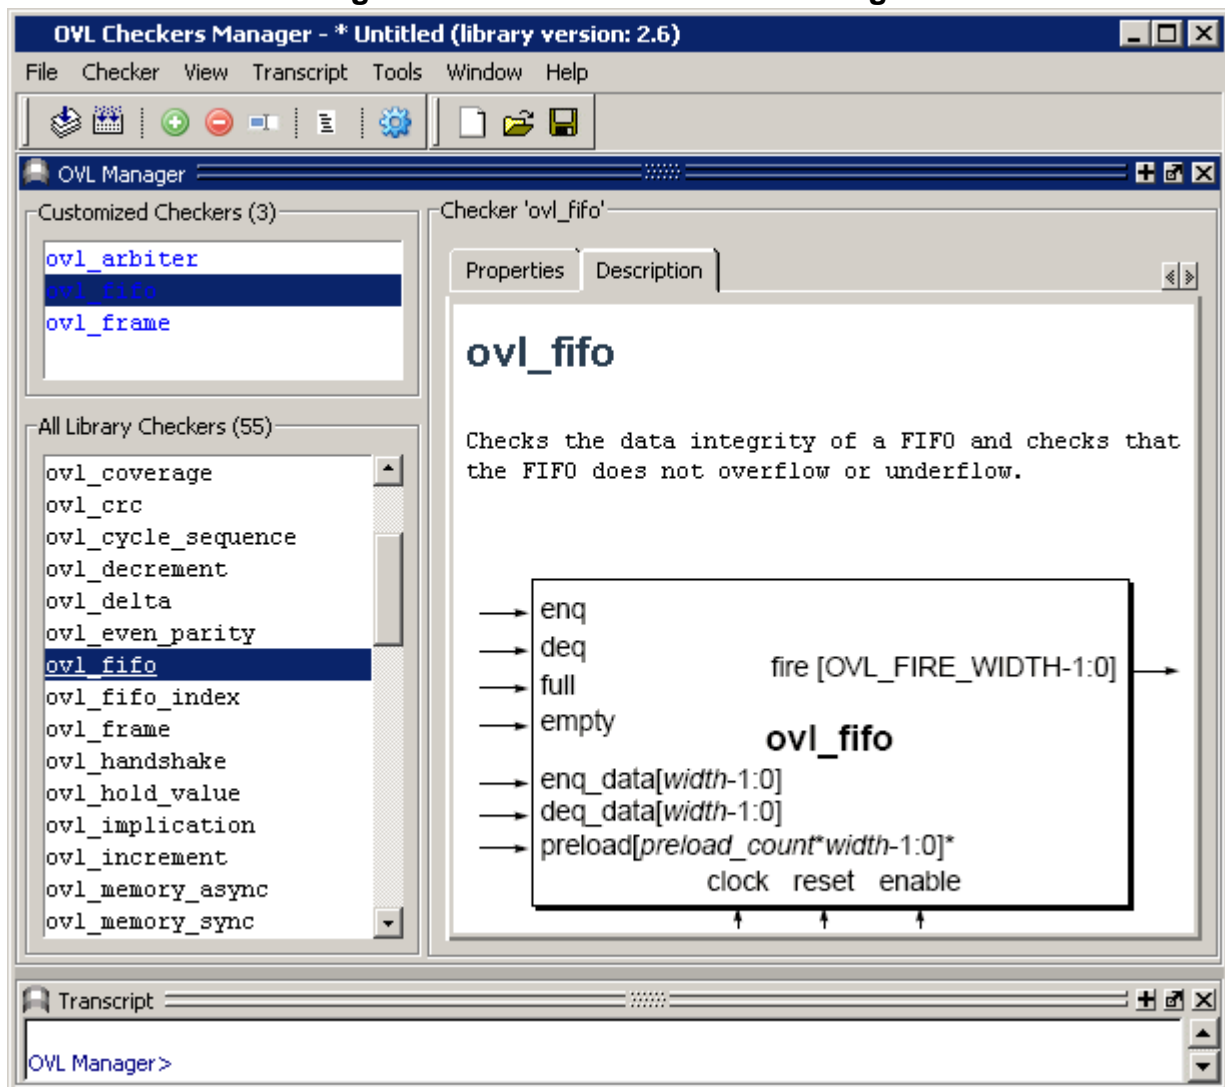 OVL Checkers Manager - * Untitled (library version: 2.6)
File Checker View Transcript Tools Window Help
OVL Manager
Customized Checkers (3)
ovl_arbiter
ovl_fifo
ovl_frame
All Library Checkers (55)
ovl_coverage
ovl_crc
ovl_cycle_sequence
ovl_decrement
ovl_delta
ovl_even_parity
ovl_fifo
ovl_fifo_index
ovl_frame
ovl_handshake
ovl_hold_value
ovl_implication
ovl_increment
ovl_memory_async
ovl_memory_sync
Checker 'ovl_fifo'
Properties Description
ovl_fifo
Checks the data integrity of a FIFO and checks that
the FIFO does not overflow or underflow.
enq
deq
full
empty
fire [OVL_FIRE_WIDTH-1:0]
ovl_fifo
enq_data[width-1:0]
deq_data[width-1:0]
preload[preload_count*width-1:0]*
clock reset enable
Transcript
OVL Manager>